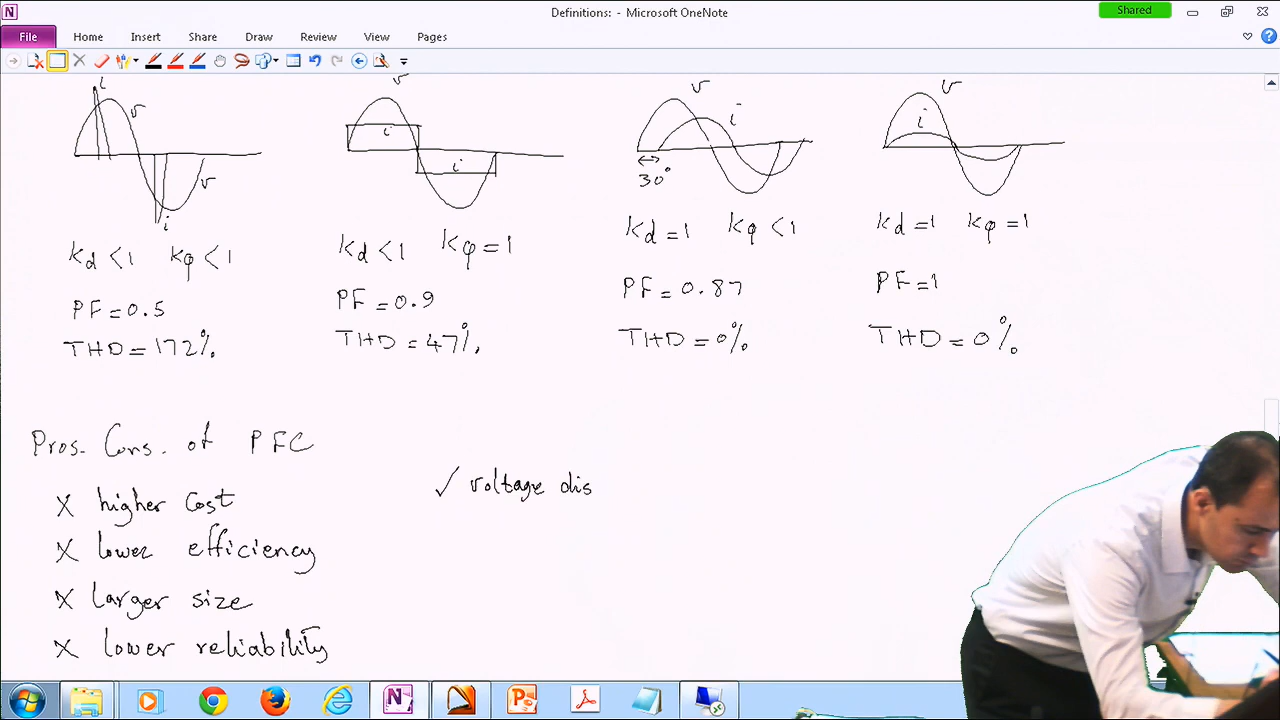 Definitions: - Microsoft OneNote
Shared
File Home Insert Share Draw Review View Pages
i v v i
v i i
v i 30°
v i
kd <1 kφ <1
kd <1 kφ =1
kd =1 kφ <1
kd =1 kφ =1
PF = 0.5
PF = 0.9
PF = 0.87
PF =1
THD = 172%
THD = 47%
THD = 0%
THD = 0%
Pros. Cons. of PFC
✓ voltage dis
X higher cost
X lower efficiency
X larger size
X lower reliability